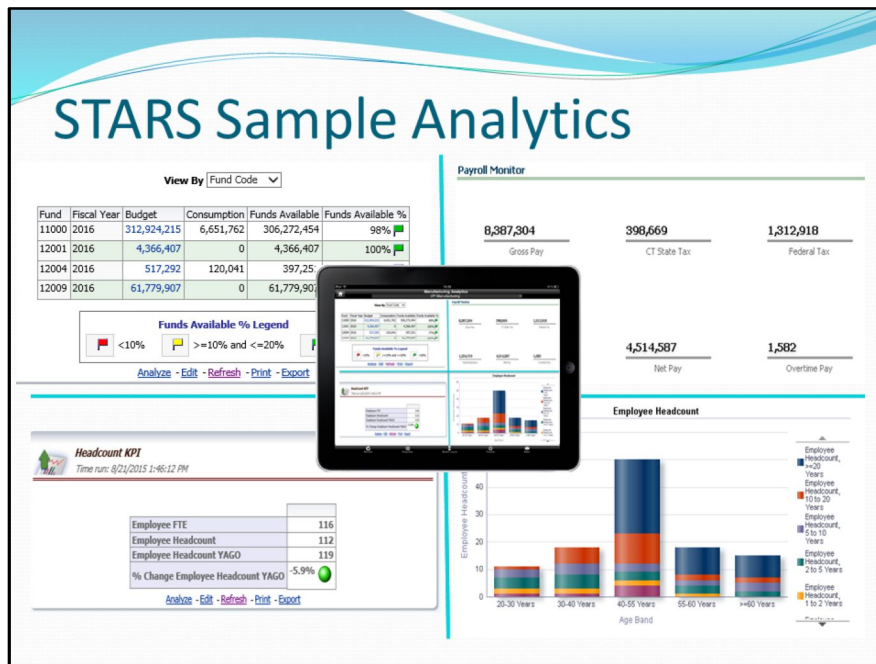 STARS Sample Analytics
View By Fund Code
Fund Fiscal Year Budget Consumption Funds Available Funds Available %
11000 2016 312,924,215 6,651,762 306,272,454 98%
12001 2016 4,366,407 0 4,366,407 100%
12004 2016 517,292 120,041 397,251
12009 2016 61,779,907 0 61,779,907
Funds Available % Legend
<10% >=10% and <=20%
Analyze - Edit - Refresh - Print - Export
Payroll Monitor
8,387,304 398,669 1,312,918
Gross Pay CT State Tax Federal Tax
4,514,587 1,582
Net Pay Overtime Pay
Manufacturing Analytics
Headcount KPI
Time run: 8/21/2015 1:46:12 PM
Employee FTE 116
Employee Headcount 112
Employee Headcount YAGO 119
% Change Employee Headcount YAGO -5.9%
Analyze - Edit - Refresh - Print - Export
Employee Headcount
Employee Headcount
40
30
20
10
0
20-30 Years 30-40 Years 40-55 Years 55-60 Years >=60 Years
Age Band
Employee
Headcount,
>=20
Years
Employee
Headcount,
10 to 20
Years
Employee
Headcount,
5 to 10
Years
Employee
Headcount,
2 to 5 Years
Employee
Headcount,
1 to 2 Years